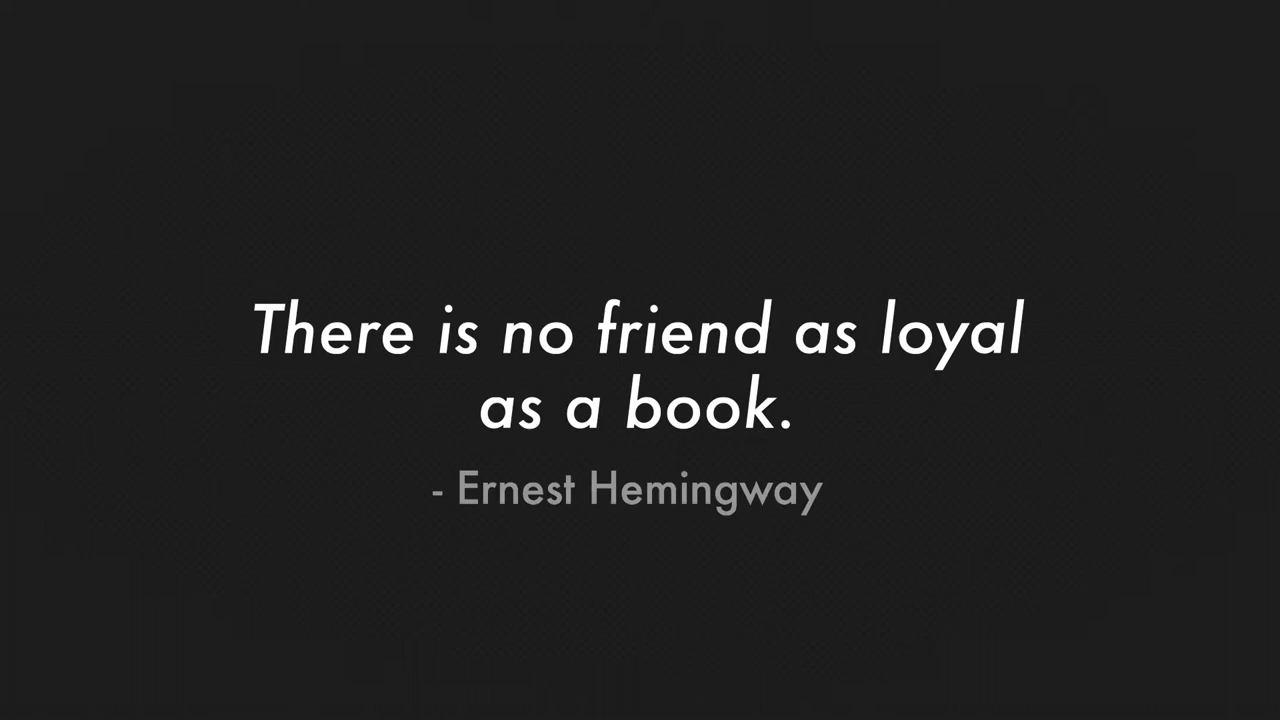 There is no friend as loyal
as a book.
- Ernest Hemingway